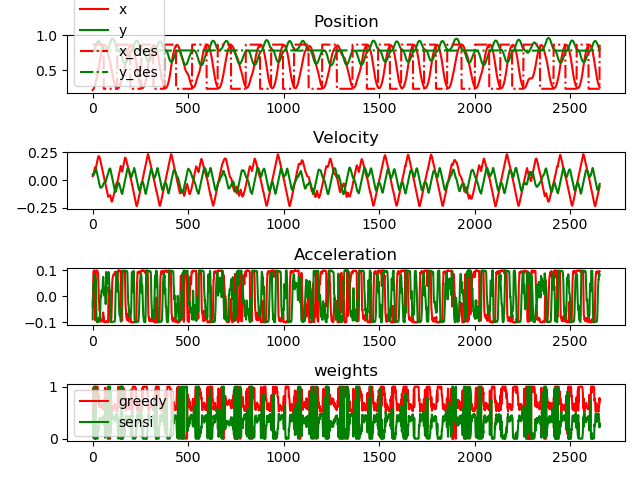 Position
x
y
x_des
y_des
1.0
0.5
0 500 1000 1500 2000 2500
Velocity
0.25
0.00
−0.25
0 500 1000 1500 2000 2500
Acceleration
0.1
0.0
−0.1
0 500 1000 1500 2000 2500
weights
greedy
sensi
1
0
0 500 1000 1500 2000 2500